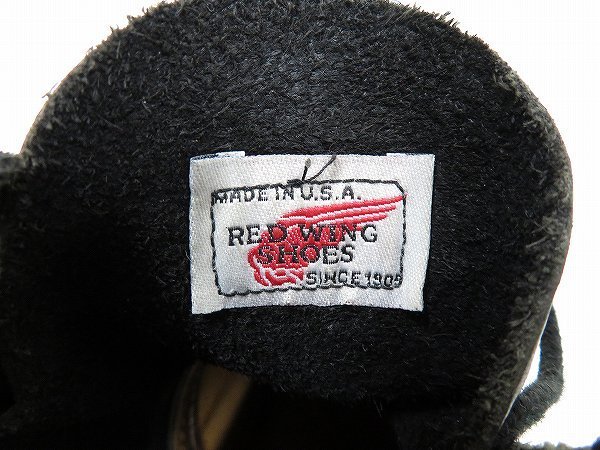 MADE IN U.S.A.
RED WING
SHOES
SINCE 1905